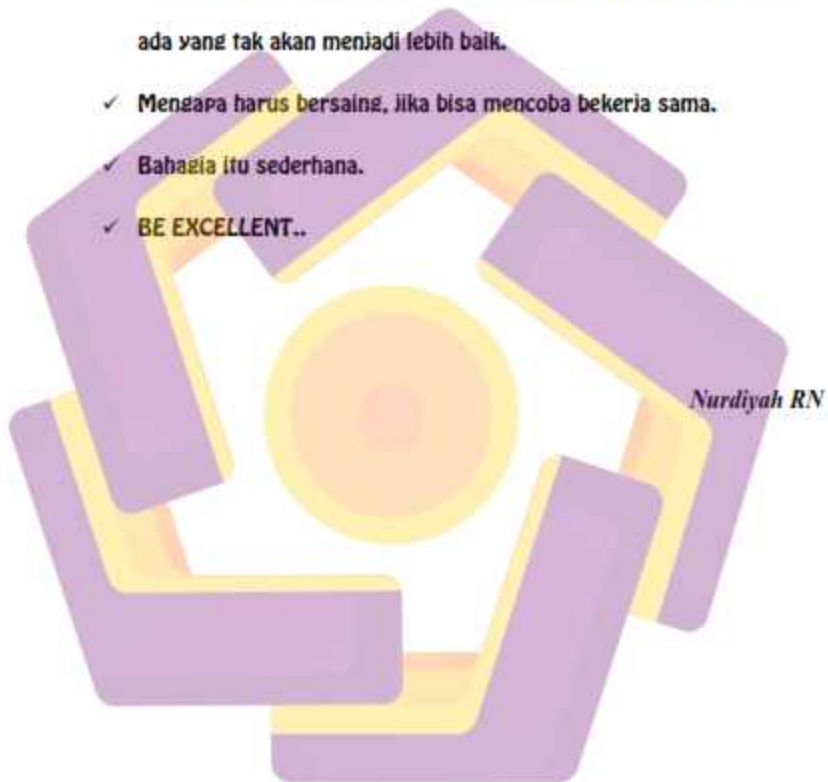 ada yang tak akan menjadi lebih baik.
✓ Mengapa harus bersaing, jika bisa mencoba bekerja sama.
✓ Bahagia itu sederhana.
✓ BE EXCELLENT..
Nurdiyah RN